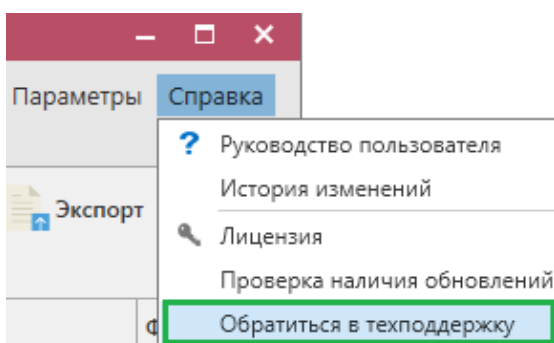 Параметры Справка
Руководство пользователя
История изменений
Экспорт
Лицензия
Проверка наличия обновлений
Обратиться в техподдержку